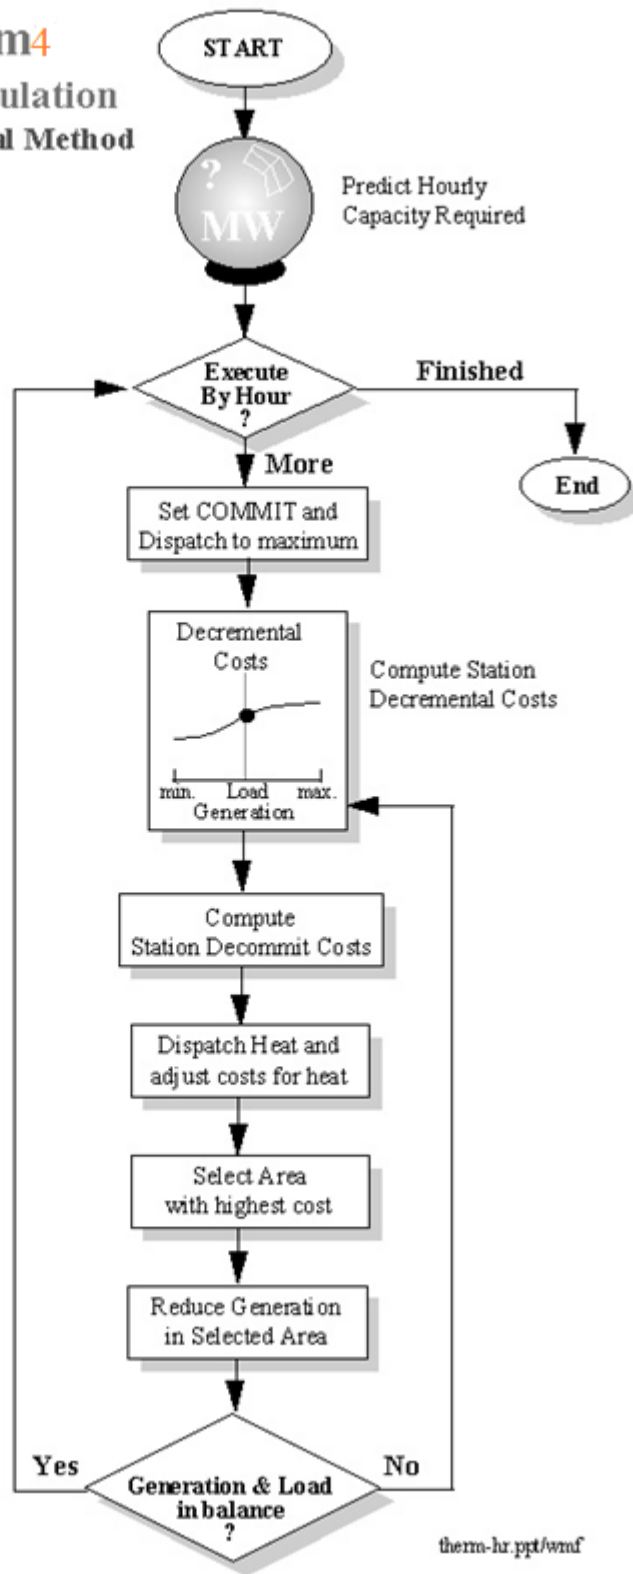 m4
ulation
l Method
START
?
MW
Predict Hourly
Capacity Required
Execute
By Hour
?
Finished
End
More
Set COMMIT and
Dispatch to maximum
Decremental
Costs
min. Load max.
Generation
Compute Station
Decremental Costs
Compute
Station Decommit Costs
Dispatch Heat and
adjust costs for heat
Select Area
with highest cost
Reduce Generation
in Selected Area
Yes
No
Generation & Load
in balance
?
therm-hr.ppt/wmf